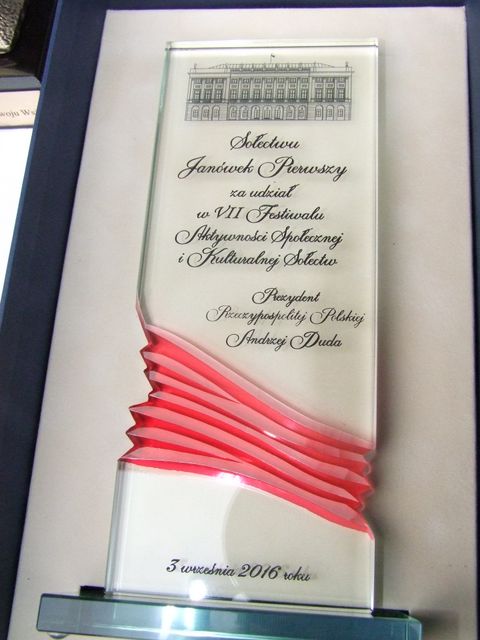 Sołectwu
Janówek Pierwszy
za udział
w VII Festiwalu
Aktywności Społecznej
i Kulturalnej Sołectw
Prezydent
Rzeczypospolitej Polskiej
Andrzej Duda
3 września 2016 roku